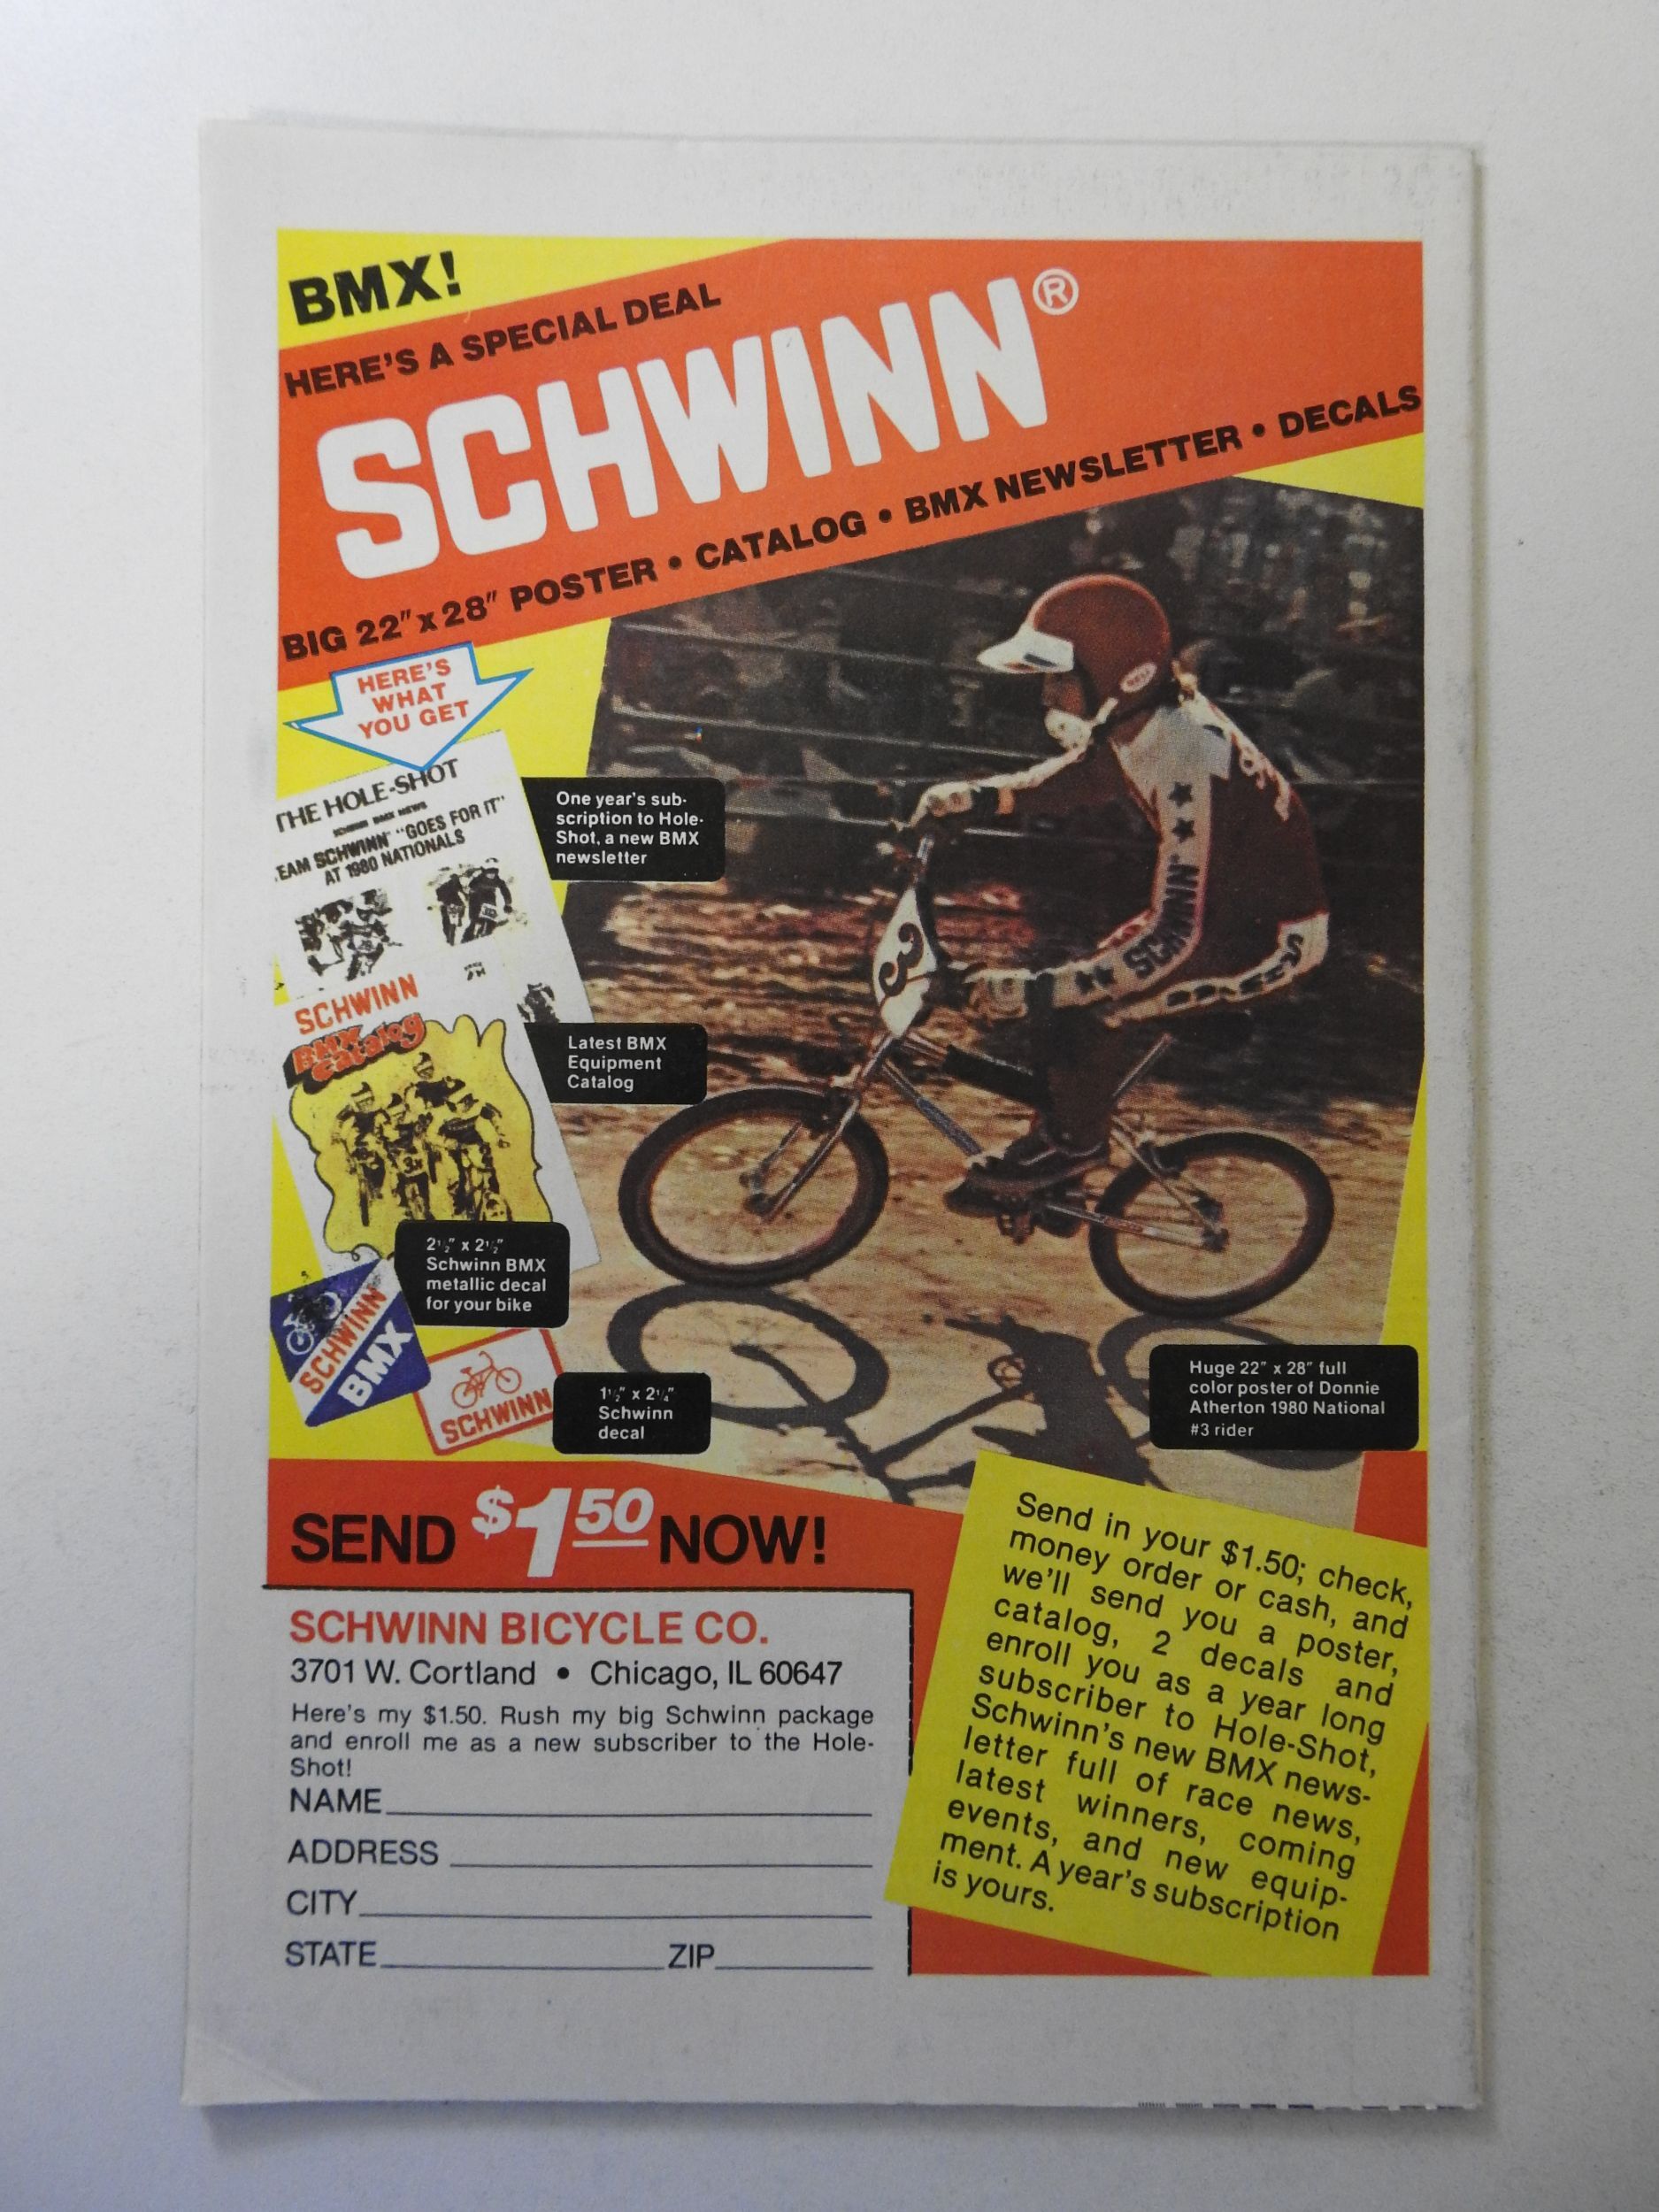 BMX!
HERE'S A SPECIAL DEAL
SCHWINN®
BIG 22" x 28" POSTER • CATALOG • BMX NEWSLETTER • DECALS
HERE'S
WHAT
YOU GET
THE HOLE-SHOT
SCHWINN BMX NEWS
TEAM SCHWINN "GOES FOR IT"
AT 1980 NATIONALS
One year's sub-
scription to Hole-
Shot, a new BMX
newsletter
BELL
SCHWINN
3
SCHWINN
BMX
Catalog
3x
Latest BMX
Equipment
Catalog
2½" x 2½"
Schwinn BMX
metallic decal
for your bike
SCHWINN
BMX
SCHWINN
1½" x 2¼"
Schwinn
decal
Huge 22" x 28" full
color poster of Donnie
Atherton 1980 National
#3 rider
SEND $1.50 NOW!
SCHWINN BICYCLE CO.
3701 W. Cortland • Chicago, IL 60647
Here's my $1.50. Rush my big Schwinn package
and enroll me as a new subscriber to the Hole-
Shot!
NAME
ADDRESS
CITY
STATE ZIP
Send in your $1.50; check,
money order or cash, and
we'll send you a poster,
catalog, 2 decals and
enroll you as a year long
subscriber to Hole-Shot,
Schwinn's new BMX news-
letter full of race news,
latest winners, coming
events, and new equip-
ment. A year's subscription
is yours.